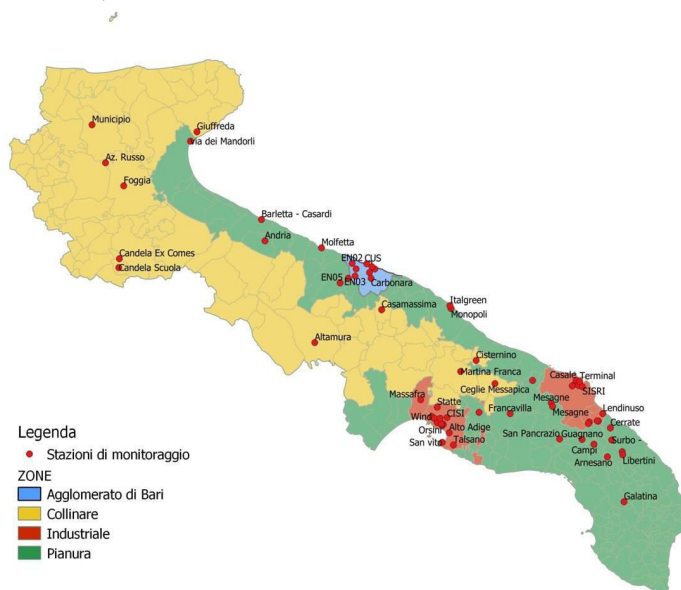 Municipio
Giuffreda
via dei Mandorli
Az. Russo
Foggia
Barletta - Casardi
Andria
Molfetta
Candela Ex Comes
Candela Scuola
EN02 CUS
EN05
EN03
Carbonara
Casamassima
Italgreen
Monopoli
Altamura
Cisternino
Martina Franca
Ceglie Messapica
Casale
Terminal
SISRI
Massafra
Statte
Mesagne
Mesagne
Lendinuso
Wind
CISI
Francavilla
Cerrate
Orsini
Alto Adige
San Pancrazio
Guagnano
Surbo -
San vito
Talsano
Campi
Arnesano
Libertini
Galatina
Legenda
Stazioni di monitoraggio
ZONE
Agglomerato di Bari
Collinare
Industriale
Pianura